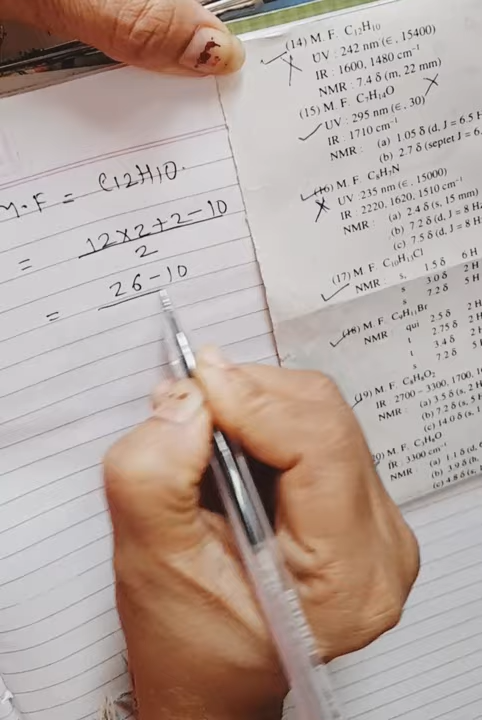 M.F = C12H10.
= 12x2+2-10
2
= 26-10
(14) M. F. C12H10
UV : 242 nm (ε, 15400)
IR : 1600, 1480 cm-1
NMR : 7.4 δ (m, 22 mm)
(15) M. F. C7H14O
UV : 295 nm (ε, 30)
IR : 1710 cm-1
NMR : (a) 1.05 δ (d, J = 6.5 H
(b) 2.7 δ (septet J = 6.
(16) M. F. C8H7N
UV 235 nm (ε, 15000)
IR : 2220, 1620, 1510 cm-1
NMR : (a) 2.4 δ (s, 15 mm)
(b) 7.2 δ (d, J = 8 Hz
(c) 7.5 δ (d, J = 8 H
(17) M. F. C10H13Cl
NMR : s, 1.5 δ 6 H
s 3.0 δ 2 H
s 7.2 δ 5 H
(18) M. F. C9H11Br
NMR : qui 2.5 δ 2 H
t 2.75 δ 2 H
t 3.4 δ 2
s 7.2 δ 5
(19) M. F. C8H8O2
IR 2700 - 3300, 1700, 1
NMR : (a) 3.5 δ (s, 2 H
(b) 7.2 δ (s, 5
(c) 14.0 δ (s, 1
M. F. C3H6O
IR : 3300 cm-1
NMR : (a) 1.1 δ (d,
(b) 3.9 δ (h,
(c) 4.8 δ (s,